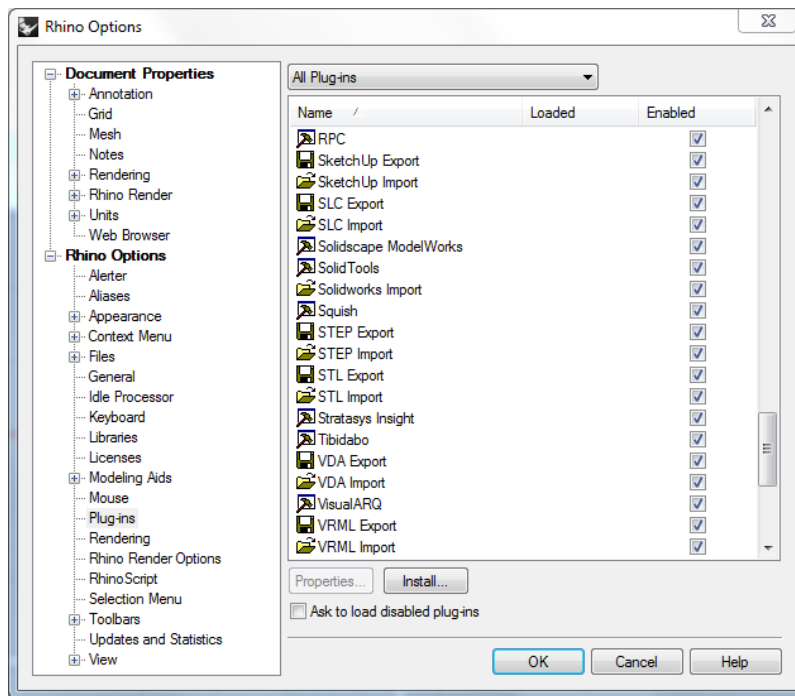 Rhino Options
Document Properties
Annotation
Grid
Mesh
Notes
Rendering
Rhino Render
Units
Web Browser
Rhino Options
Alerter
Aliases
Appearance
Context Menu
Files
General
Idle Processor
Keyboard
Libraries
Licenses
Modeling Aids
Mouse
Plug-ins
Rendering
Rhino Render Options
RhinoScript
Selection Menu
Toolbars
Updates and Statistics
View
All Plug-ins
Name Loaded Enabled
RPC
SketchUp Export
SketchUp Import
SLC Export
SLC Import
Solidscape ModelWorks
SolidTools
Solidworks Import
Squish
STEP Export
STEP Import
STL Export
STL Import
Stratasys Insight
Tibidabo
VDA Export
VDA Import
VisualARQ
VRML Export
VRML Import
Properties... Install...
Ask to load disabled plug-ins
OK Cancel Help